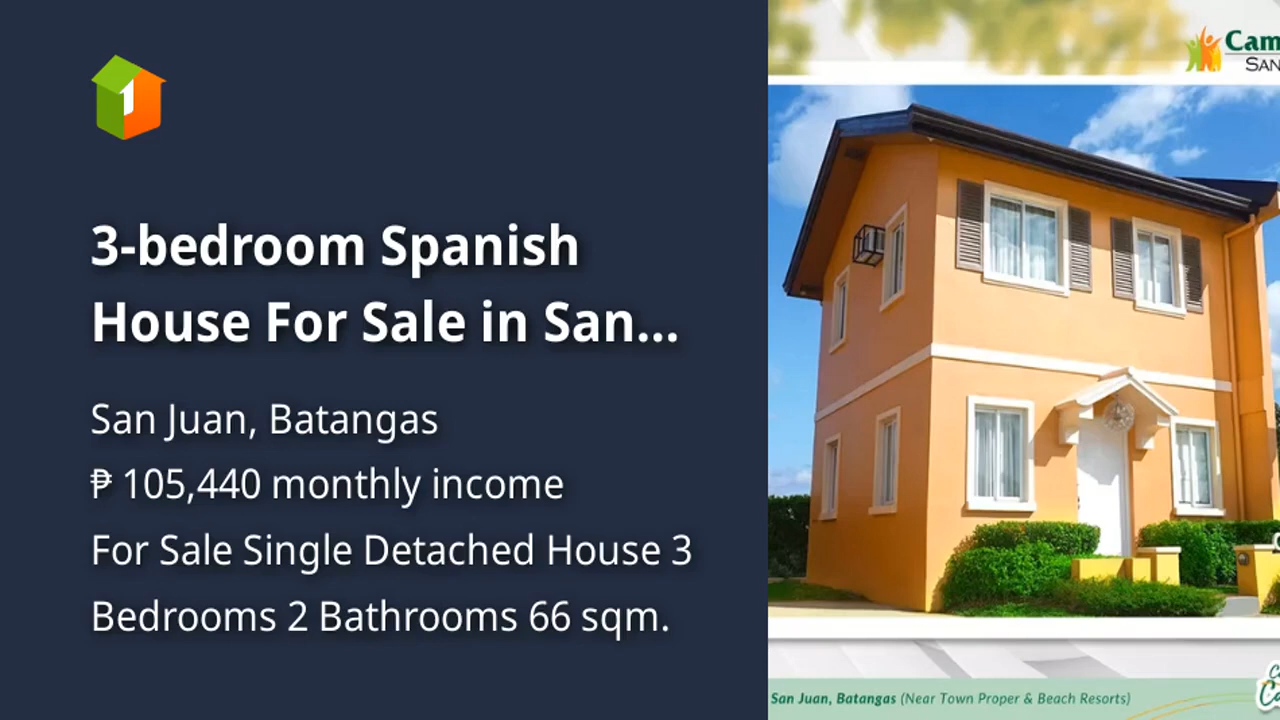 3-bedroom Spanish
House For Sale in San...
San Juan, Batangas
₱ 105,440 monthly income
For Sale Single Detached House 3
Bedrooms 2 Bathrooms 66 sqm.
San Juan, Batangas (Near Town Proper & Beach Resorts)